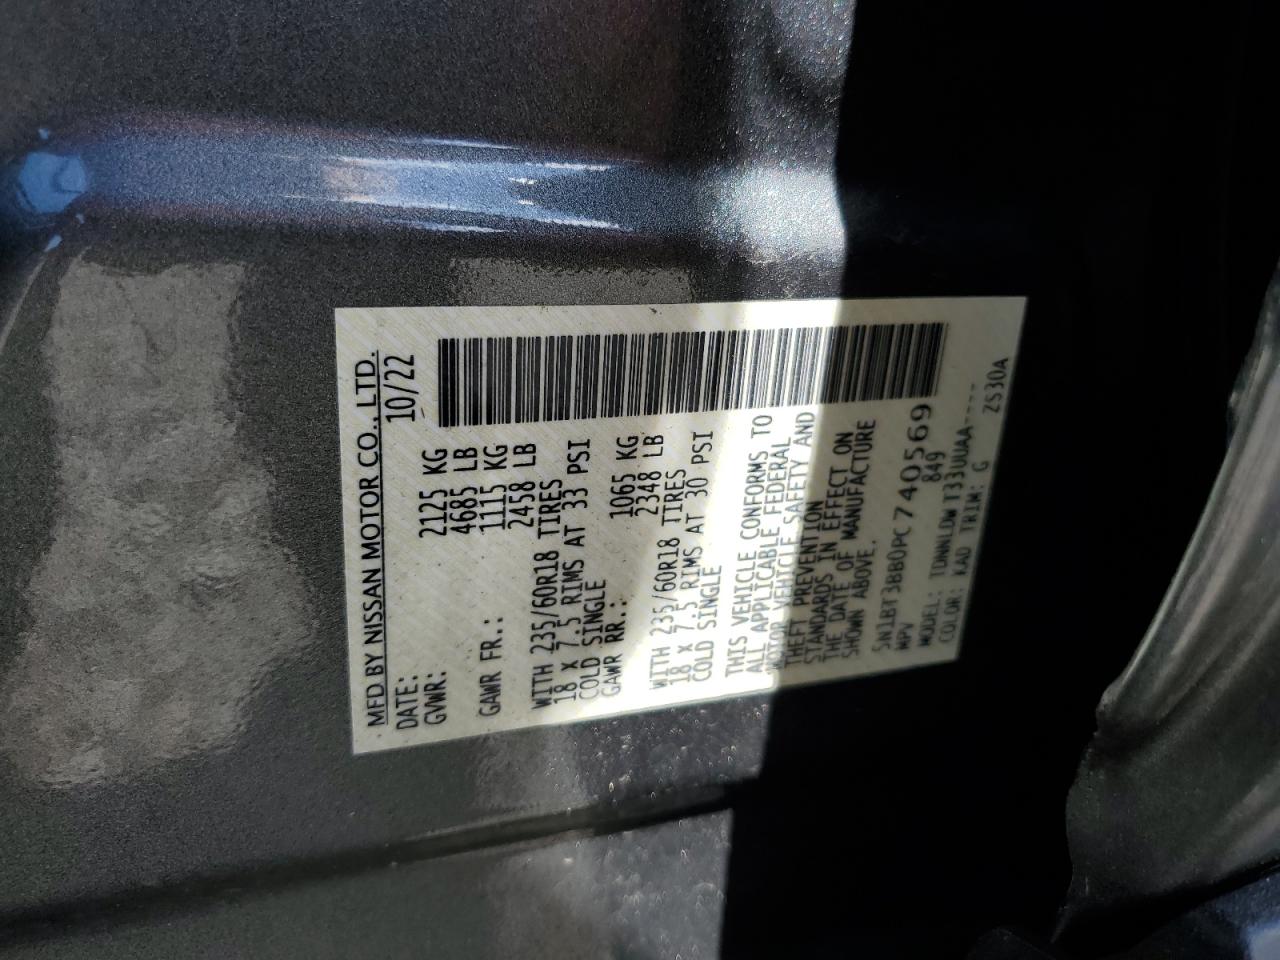 MFD BY NISSAN MOTOR CO., LTD.
DATE: 10/22
GVWR: 2125 KG
4685 LB
GAWR FR.: 1115 KG
2458 LB
WITH 235/60R18 TIRES
18 X 7.5 RIMS AT 33 PSI
COLD SINGLE
GAWR RR.: 1065 KG
2348 LB
WITH 235/60R18 TIRES
18 X 7.5 RIMS AT 30 PSI
COLD SINGLE
THIS VEHICLE CONFORMS TO
ALL APPLICABLE FEDERAL
MOTOR VEHICLE SAFETY AND
THEFT PREVENTION
STANDARDS IN EFFECT ON
THE DATE OF MANUFACTURE
SHOWN ABOVE.
5N1BT3BB0PC740569
MPV 849
MODEL: TDNNLDWT33UUAA----
COLOR: KAD TRIM: G ZS30A